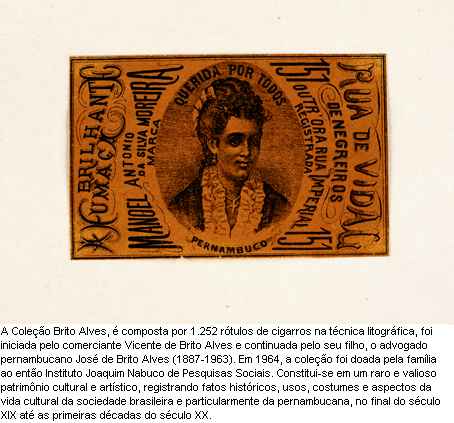 BRILHANTE
FUMAÇA
MANOEL ANTONIO
DA SILVA MOREIRA
MARCA
QUERIDA POR TODOS
PERNAMBUCO
REGISTRADA
151 OUTR'ORA RUA IMPERIAL 151
DE NEGREIROS
RUA DE VIDAL
A Coleção Brito Alves, é composta por 1.252 rótulos de cigarros na técnica litográfica, foi
iniciada pelo comerciante Vicente de Brito Alves e continuada pelo seu filho, o advogado
pernambucano José de Brito Alves (1887-1963). Em 1964, a coleção foi doada pela família
ao então Instituto Joaquim Nabuco de Pesquisas Sociais. Constitui-se em um raro e valioso
patrimônio cultural e artístico, registrando fatos históricos, usos, costumes e aspectos da
vida cultural da sociedade brasileira e particularmente da pernambucana, no final do século
XIX até as primeiras décadas do século XX.